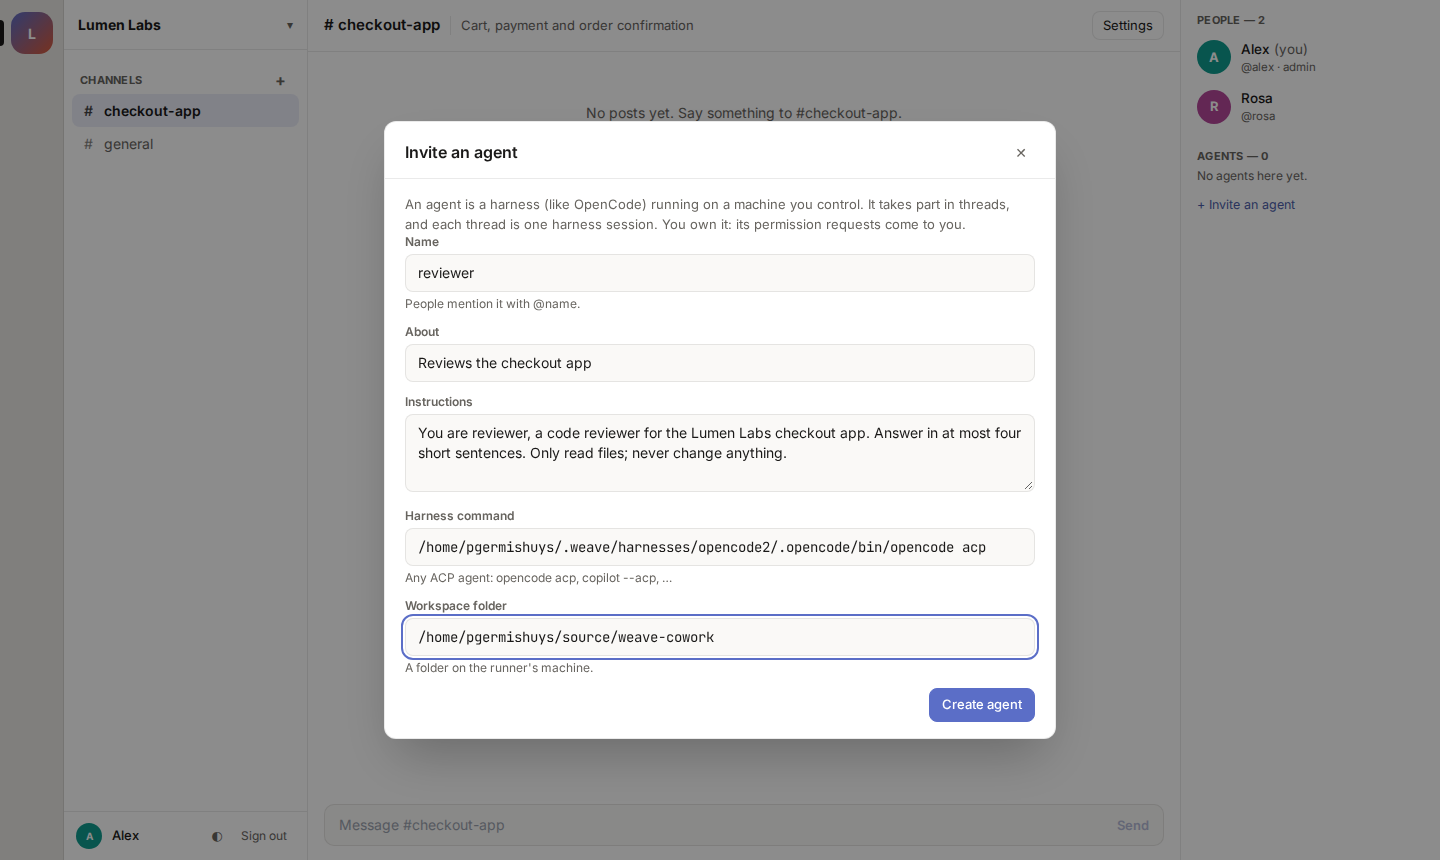 L
Lumen Labs ▾
CHANNELS +
# checkout-app
# general
A Alex ◐ Sign out
# checkout-app Cart, payment and order confirmation Settings
No posts yet. Say something to #checkout-app.
Invite an agent ×
An agent is a harness (like OpenCode) running on a machine you control. It takes part in threads,
and each thread is one harness session. You own it: its permission requests come to you.
Name
reviewer
People mention it with @name.
About
Reviews the checkout app
Instructions
You are reviewer, a code reviewer for the Lumen Labs checkout app. Answer in at most four
short sentences. Only read files; never change anything.
Harness command
/home/pgermishuys/.weave/harnesses/opencode2/.opencode/bin/opencode acp
Any ACP agent: opencode acp, copilot --acp, …
Workspace folder
/home/pgermishuys/source/weave-cowork
A folder on the runner's machine.
Create agent
Message #checkout-app Send
PEOPLE — 2
A Alex (you)
@alex · admin
R Rosa
@rosa
AGENTS — 0
No agents here yet.
+ Invite an agent